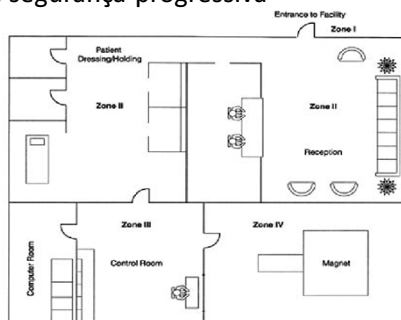 segurança progressiva
Entrance to Facility
Zone I
Patient
Dressing/Holding
Zone II
Zone II
Reception
Zone III
Zone IV
Computer Room
Control Room
Magnet